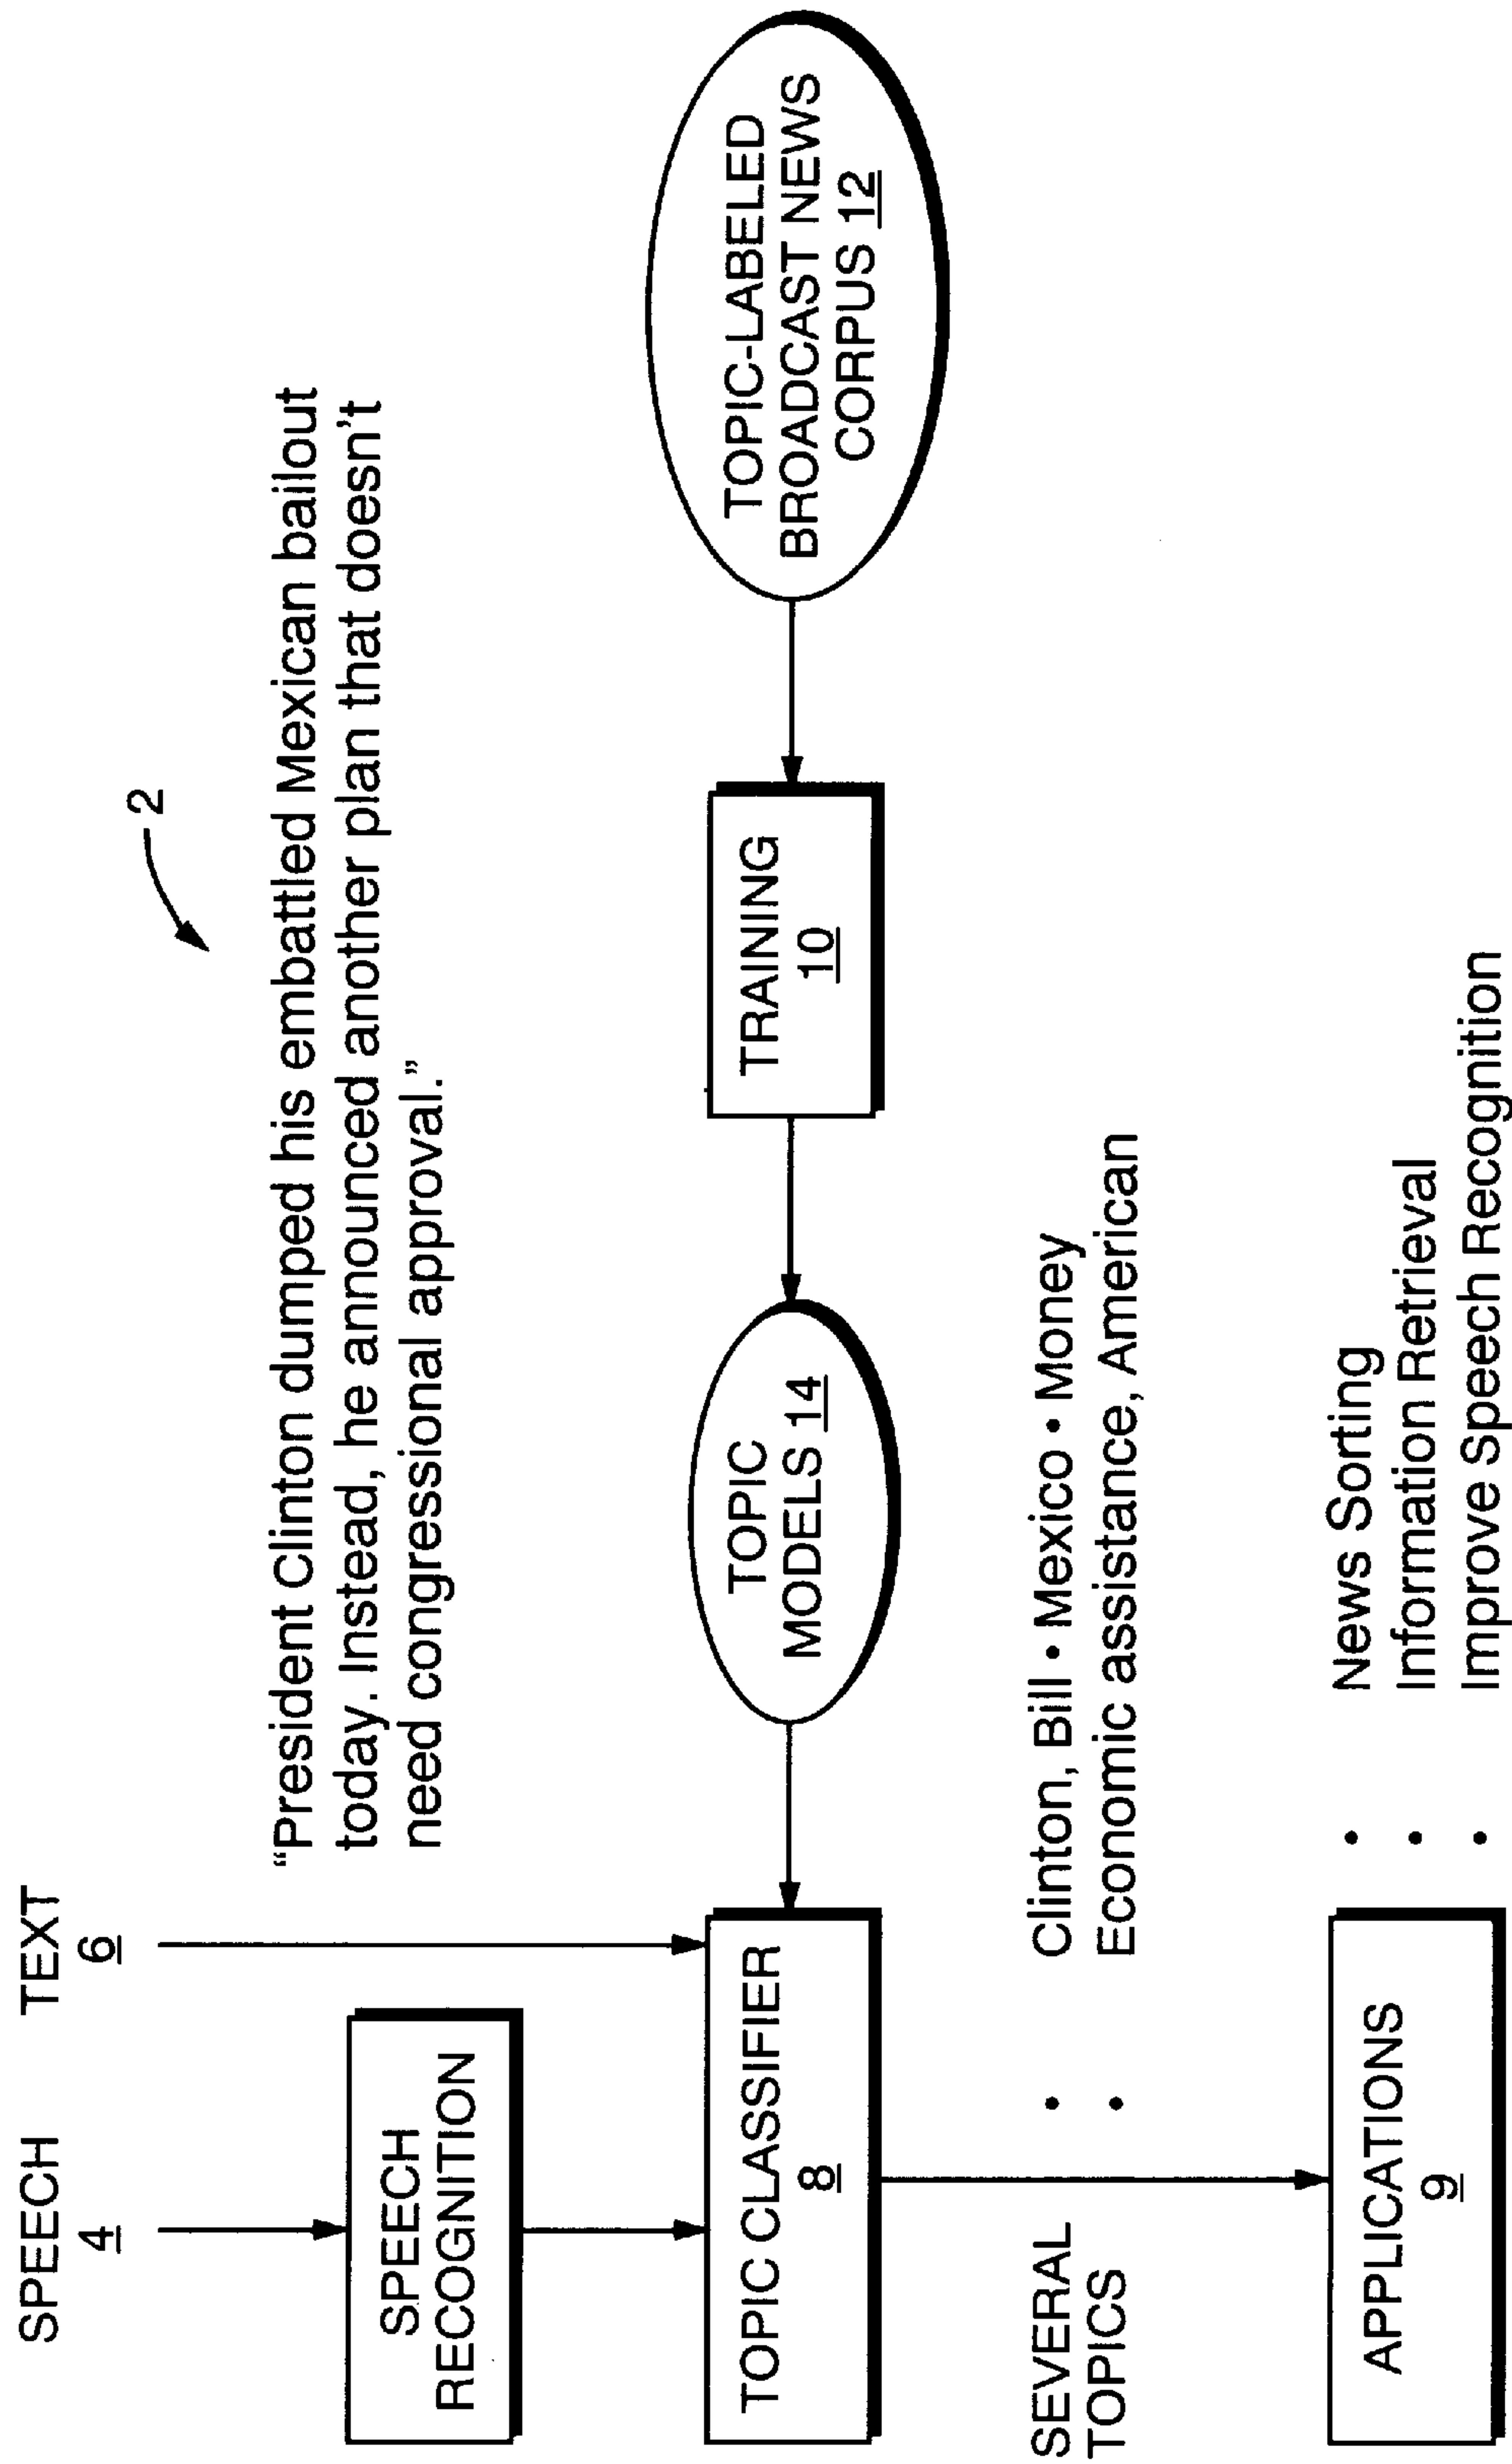 SPEECH TEXT
4 6
2
“President Clinton dumped his embattled Mexican bailout
today. Instead, he announced another plan that doesn't
need congressional approval.”
SPEECH
RECOGNITION
TOPIC CLASSIFIER
8
TOPIC
MODELS 14
TRAINING
10
TOPIC-LABELED
BROADCAST NEWS
CORPUS 12
SEVERAL
TOPICS
• Clinton, Bill • Mexico • Money
• Economic assistance, American
APPLICATIONS
9
• News Sorting
• Information Retrieval
• Improve Speech Recognition